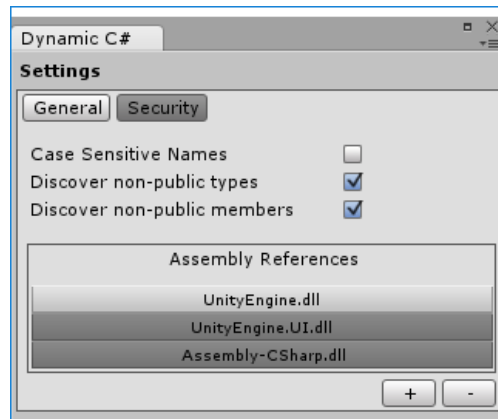 Dynamic C#
Settings
General Security
Case Sensitive Names
Discover non-public types
Discover non-public members
Assembly References
UnityEngine.dll
UnityEngine.UI.dll
Assembly-CSharp.dll
+ -